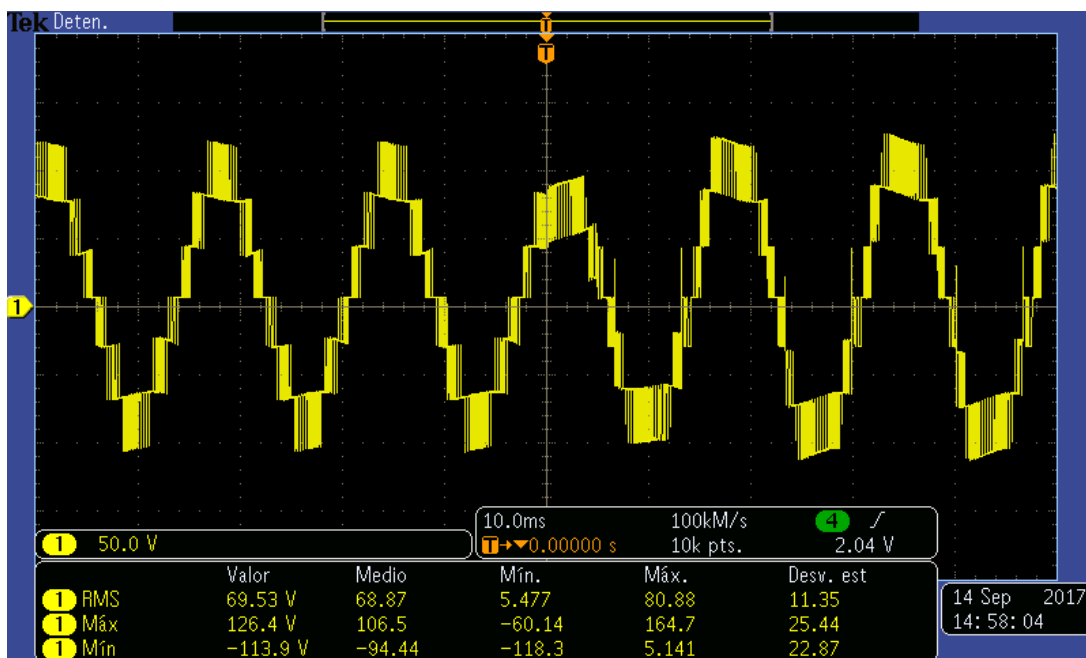 Tek Deten.
T
T
1
1 50.0 V
10.0ms 100kM/s 4
T→▼0.00000 s 10k pts. 2.04 V
Valor Medio Mín. Máx. Desv. est
1 RMS 69.53 V 68.87 5.477 80.88 11.35
1 Máx 126.4 V 106.5 −60.14 164.7 25.44
1 Mín −113.9 V −94.44 −118.3 5.141 22.87
14 Sep 2017
14:58:04